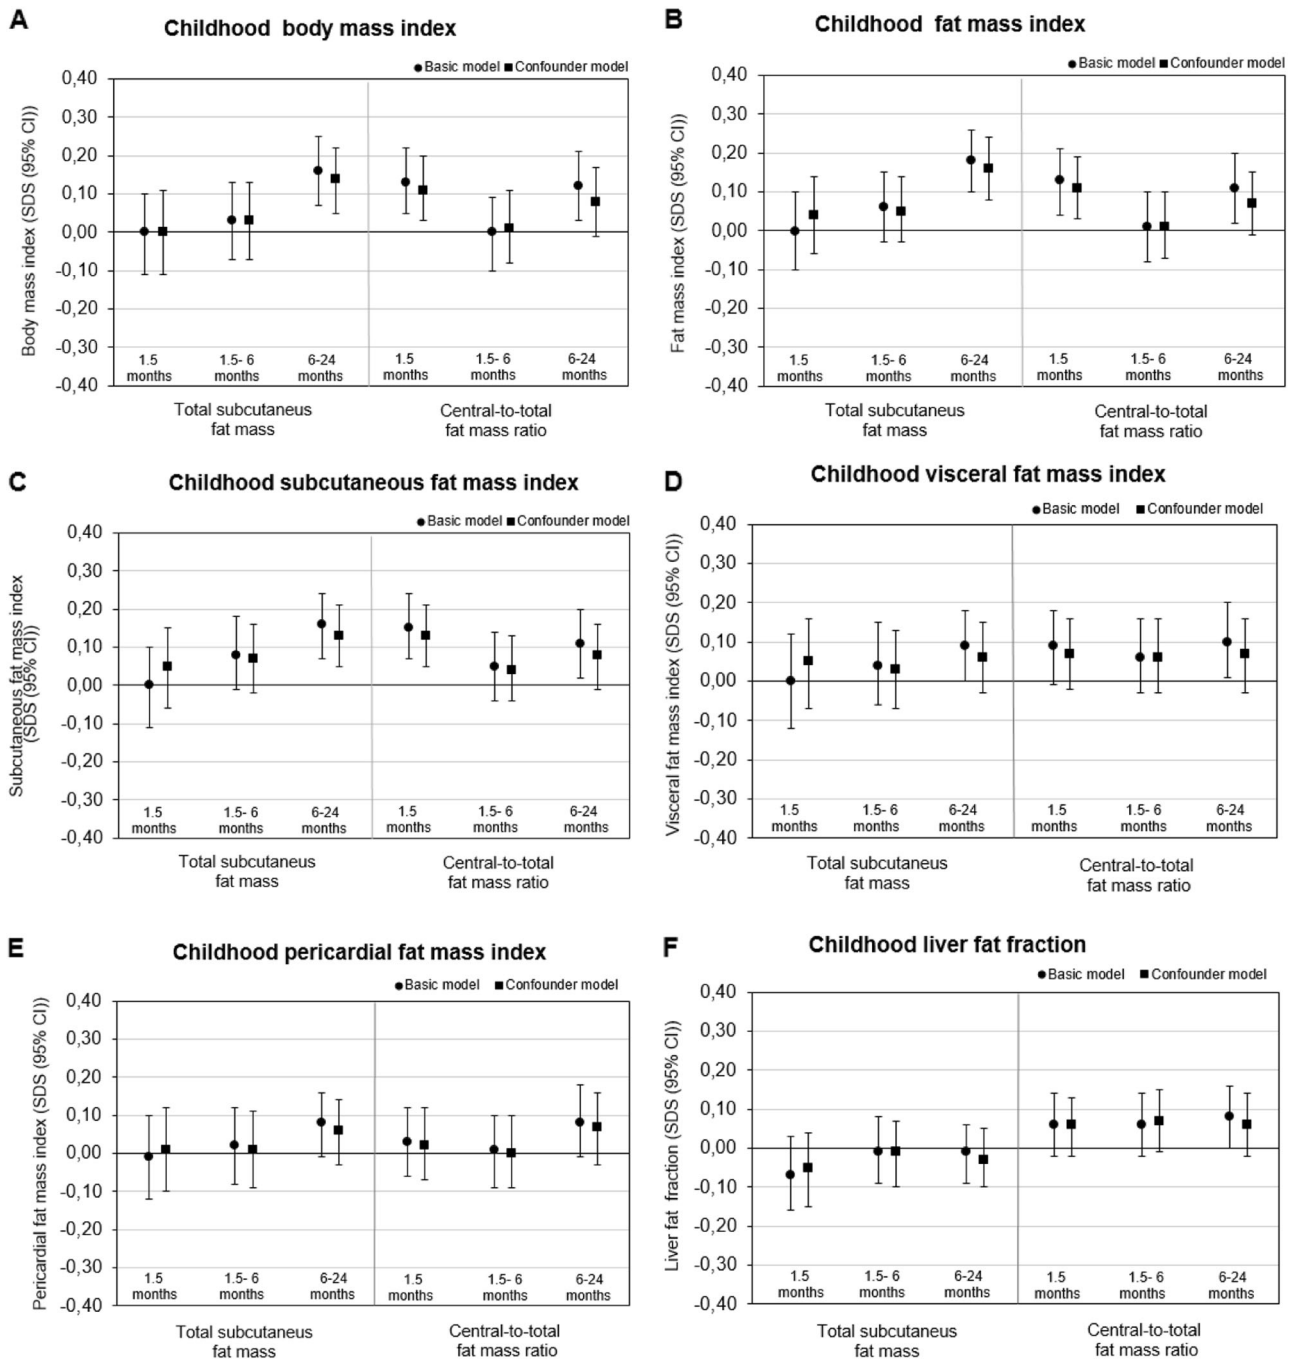 A
Childhood body mass index
Basic model Confounder model
Body mass index (SDS (95% CI))
0,40
0,30
0,20
0,10
0,00
-0,10
-0,20
-0,30
-0,40
1.5 1.5- 6 6-24 1.5 1.5- 6 6-24
months months months months months months
Total subcutaneus Central-to-total
fat mass fat mass ratio
B
Childhood fat mass index
Basic model Confounder model
Fat mass index (SDS (95% CI))
0,40
0,30
0,20
0,10
0,00
-0,10
-0,20
-0,30
-0,40
1.5 1.5- 6 6-24 1.5 1.5- 6 6-24
months months months months months months
Total subcutaneus Central-to-total
fat mass fat mass ratio
C
Childhood subcutaneous fat mass index
Basic model Confounder model
Subcutaneous fat mass index
(SDS (95% CI))
0,40
0,30
0,20
0,10
0,00
-0,10
-0,20
-0,30
-0,40
1.5 1.5- 6 6-24 1.5 1.5- 6 6-24
months months months months months months
Total subcutaneus Central-to-total
fat mass fat mass ratio
D
Childhood visceral fat mass index
Basic model Confounder model
Visceral fat mass index (SDS (95% CI))
0,40
0,30
0,20
0,10
0,00
-0,10
-0,20
-0,30
-0,40
1.5 1.5- 6 6-24 1.5 1.5- 6 6-24
months months months months months months
Total subcutaneus Central-to-total
fat mass fat mass ratio
E
Childhood pericardial fat mass index
Basic model Confounder model
Pericardial fat mass index (SDS (95% CI))
0,40
0,30
0,20
0,10
0,00
-0,10
-0,20
-0,30
-0,40
1.5 1.5- 6 6-24 1.5 1.5- 6 6-24
months months months months months months
Total subcutaneus Central-to-total
fat mass fat mass ratio
F
Childhood liver fat fraction
Basic model Confounder model
Liver fat fraction (SDS (95% CI))
0,40
0,30
0,20
0,10
0,00
-0,10
-0,20
-0,30
-0,40
1.5 1.5- 6 6-24 1.5 1.5- 6 6-24
months months months months months months
Total subcutaneus Central-to-total
fat mass fat mass ratio